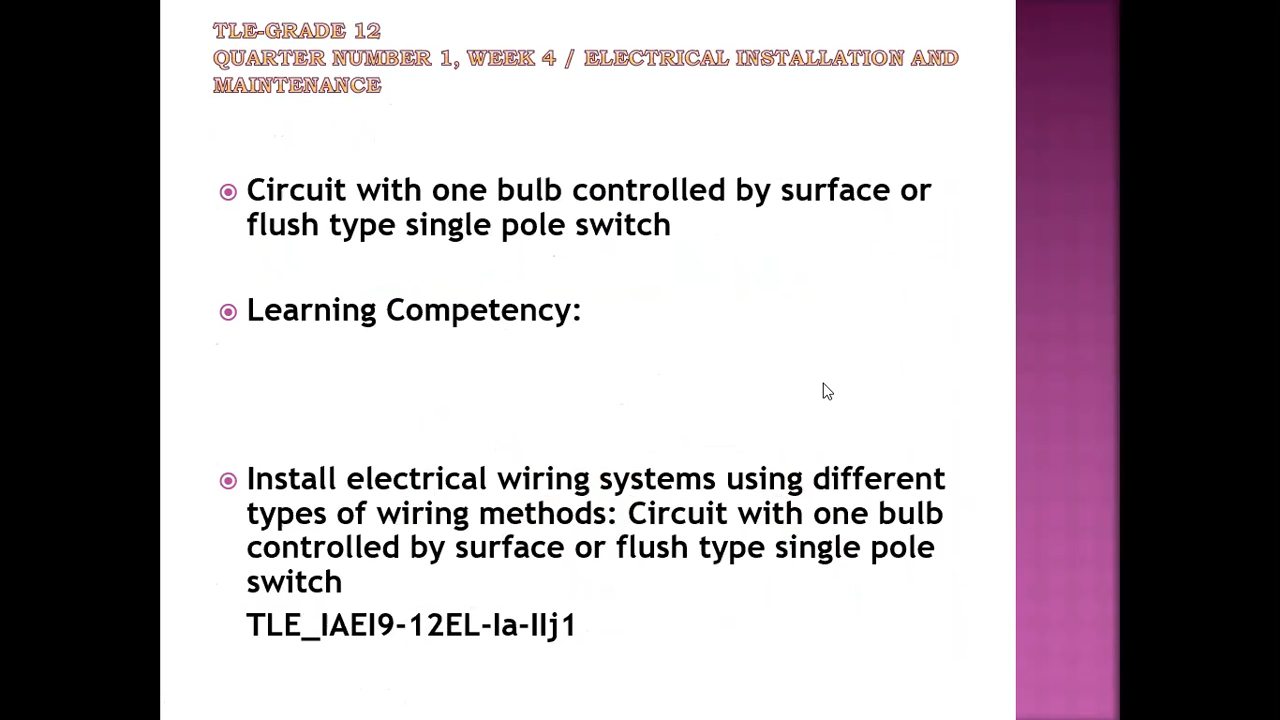 TLE-GRADE 12
QUARTER NUMBER 1, WEEK 4 / ELECTRICAL INSTALLATION AND
MAINTENANCE
Circuit with one bulb controlled by surface or
flush type single pole switch
Learning Competency:
Install electrical wiring systems using different
types of wiring methods: Circuit with one bulb
controlled by surface or flush type single pole
switch
TLE_IAEI9-12EL-Ia-IIj1